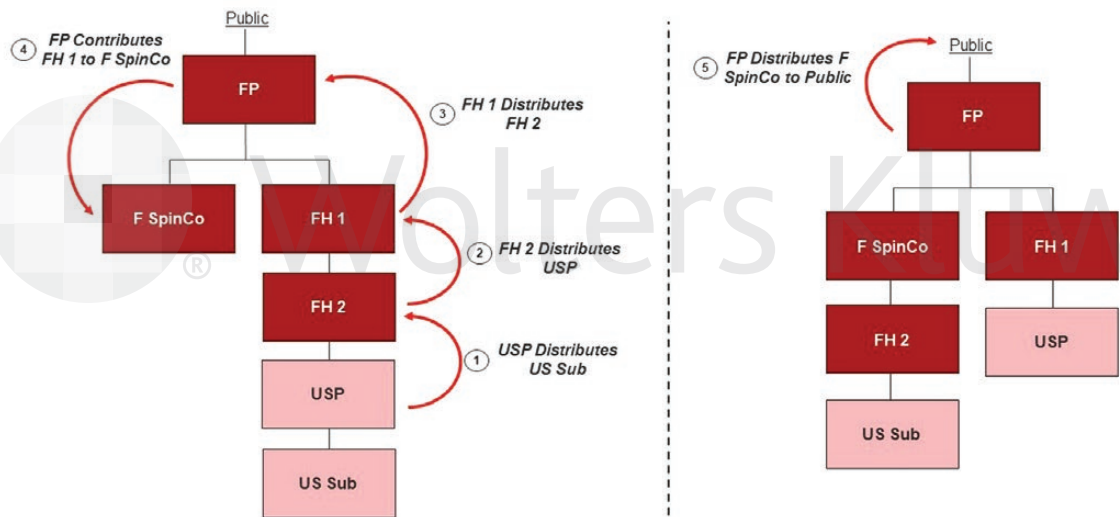 Public
4 FP Contributes
FH 1 to F SpinCo
FP
3 FH 1 Distributes
FH 2
F SpinCo
FH 1
2 FH 2 Distributes
USP
FH 2
1 USP Distributes
US Sub
USP
US Sub
5 FP Distributes F
SpinCo to Public
Public
FP
F SpinCo
FH 1
FH 2
USP
US Sub
® Wolters Kluw